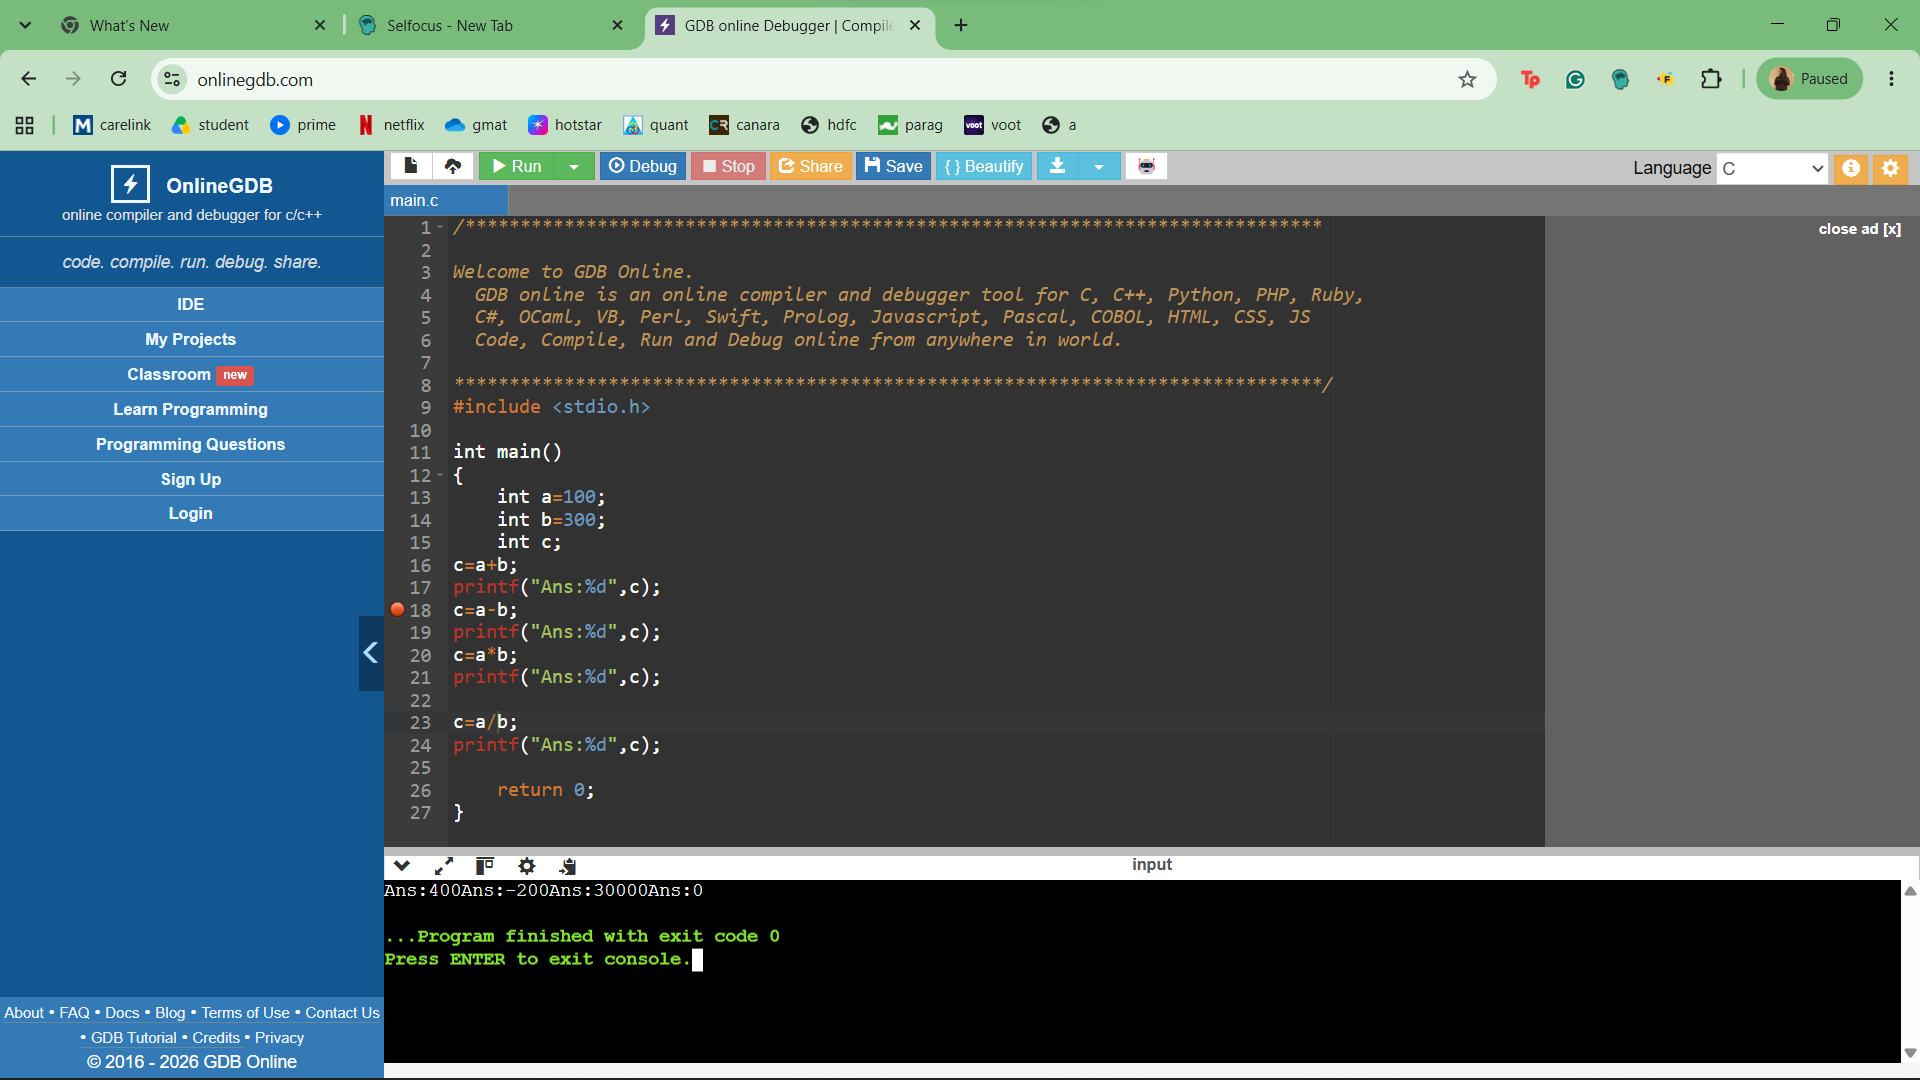 What's New
Selfocus - New Tab
GDB online Debugger | Compile
onlinegdb.com
Paused
carelink
student
prime
netflix
gmat
hotstar
quant
canara
hdfc
parag
voot
a
OnlineGDB
online compiler and debugger for c/c++
code. compile. run. debug. share.
IDE
My Projects
Classroom new
Learn Programming
Programming Questions
Sign Up
Login
About • FAQ • Docs • Blog • Terms of Use • Contact Us
• GDB Tutorial • Credits • Privacy
© 2016 - 2026 GDB Online
Run Debug Stop Share Save { } Beautify
Language C
main.c
close ad [x]
1 /******************************************************************************
2
3 Welcome to GDB Online.
4   GDB online is an online compiler and debugger tool for C, C++, Python, PHP, Ruby,
5   C#, OCaml, VB, Perl, Swift, Prolog, Javascript, Pascal, COBOL, HTML, CSS, JS
6   Code, Compile, Run and Debug online from anywhere in world.
7
8 *******************************************************************************/
9 #include <stdio.h>
10
11 int main()
12 {
13     int a=100;
14     int b=300;
15     int c;
16 c=a+b;
17 printf("Ans:%d",c);
18 c=a-b;
19 printf("Ans:%d",c);
20 c=a*b;
21 printf("Ans:%d",c);
22
23 c=a/b;
24 printf("Ans:%d",c);
25
26     return 0;
27 }
input
Ans:400Ans:-200Ans:30000Ans:0
...Program finished with exit code 0
Press ENTER to exit console.